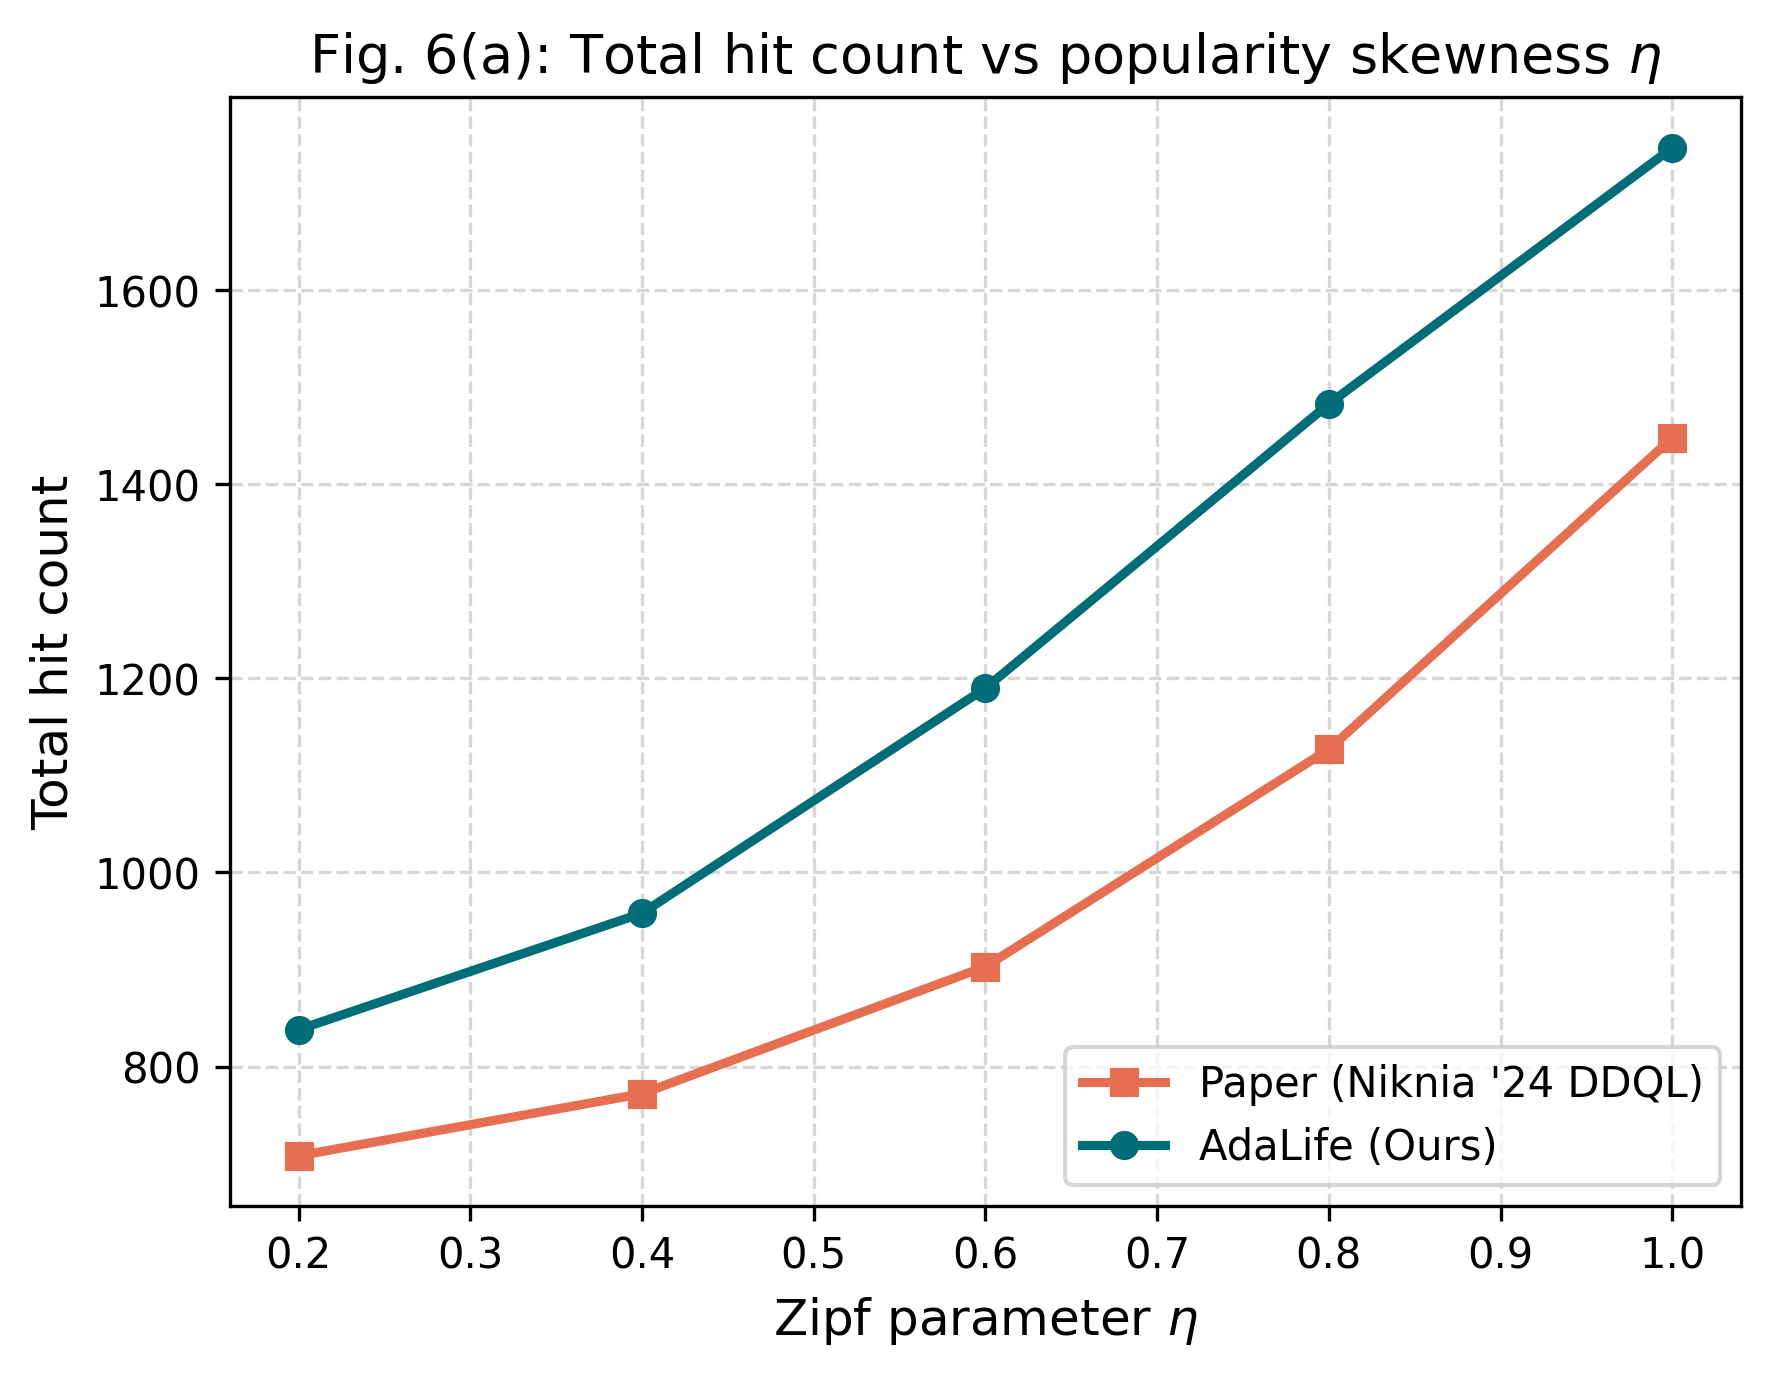 Fig. 6(a): Total hit count vs popularity skewness η
Total hit count
1600
1400
1200
1000
800
Paper (Niknia '24 DDQL)
AdaLife (Ours)
0.2 0.3 0.4 0.5 0.6 0.7 0.8 0.9 1.0
Zipf parameter η